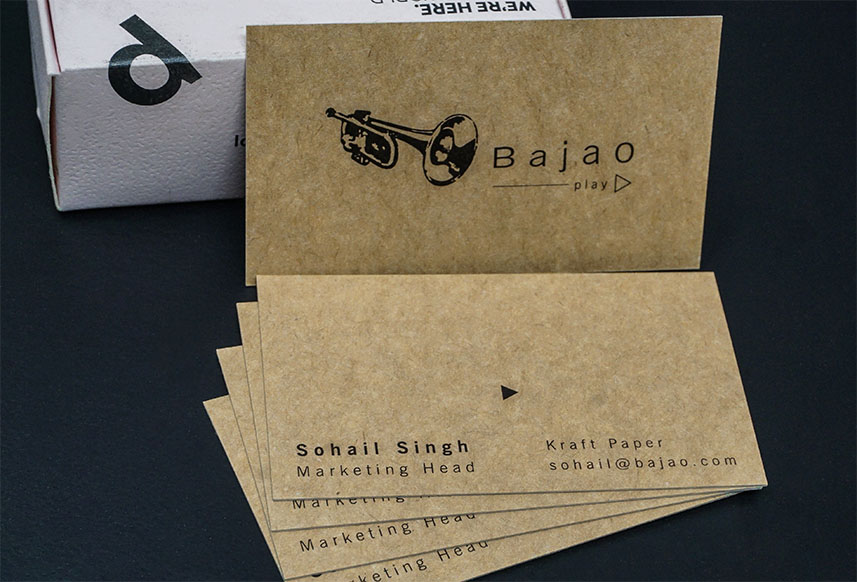 WE'RE HERE.
Bajao
play
Sohail Singh
Marketing Head
Kraft Paper
sohail@bajao.com
Marketing
Marketing Head
Marketing Head